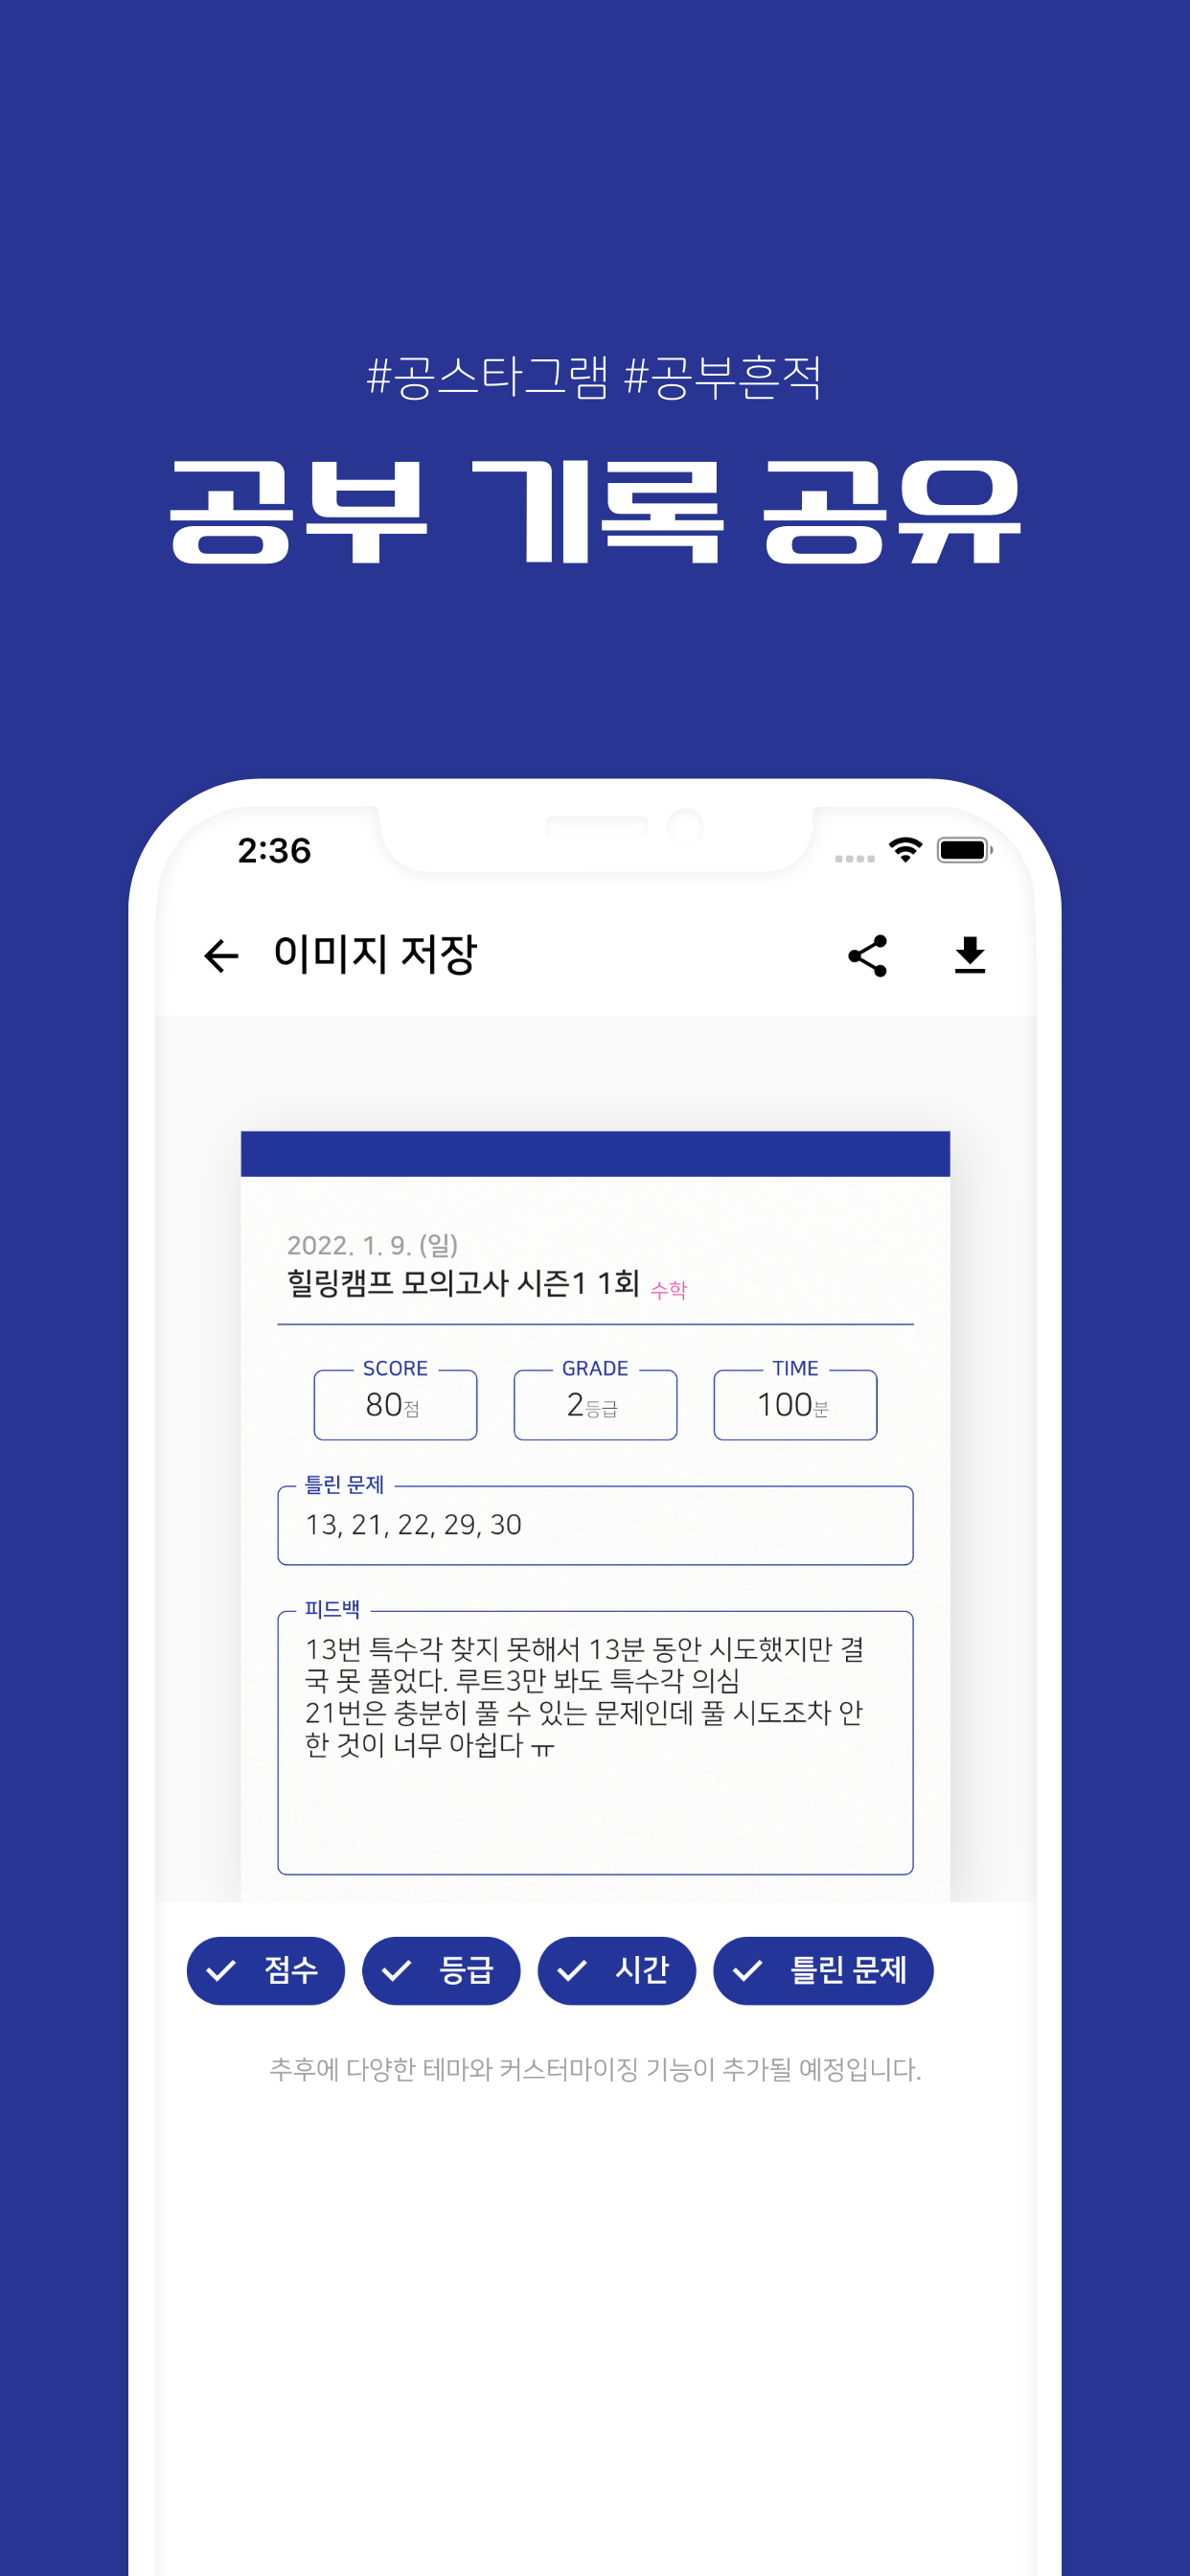 #공스타그램 #공부흔적
공부 기록 공유
2:36
이미지 저장
2022. 1. 9. (일)
힐링캠프 모의고사 시즌1 1회 수학
SCORE GRADE TIME
80점 2등급 100분
틀린 문제
13, 21, 22, 29, 30
피드백
13번 특수각 찾지 못해서 13분 동안 시도했지만 결
국 못 풀었다. 루트3만 봐도 특수각 의심
21번은 충분히 풀 수 있는 문제인데 풀 시도조차 안
한 것이 너무 아쉽다 ㅠ
점수 등급 시간 틀린 문제
추후에 다양한 테마와 커스터마이징 기능이 추가될 예정입니다.